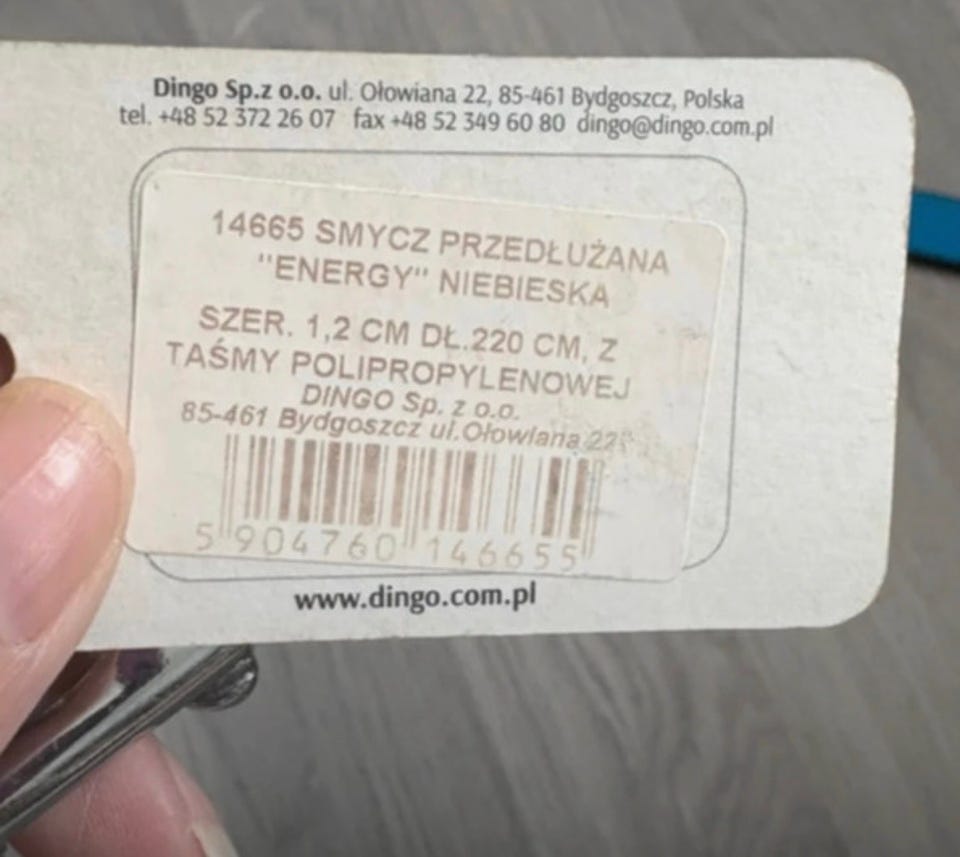 Dingo Sp.z o.o. ul. Ołowiana 22, 85-461 Bydgoszcz, Polska
tel. +48 52 372 26 07 fax +48 52 349 60 80 dingo@dingo.com.pl
14665 SMYCZ PRZEDŁUŻANA
"ENERGY" NIEBIESKA
SZER. 1,2 CM DŁ.220 CM, Z
TAŚMY POLIPROPYLENOWEJ
DINGO Sp. z o.o.
85-461 Bydgoszcz ul.Ołowiana 22
5 904760 146655
www.dingo.com.pl